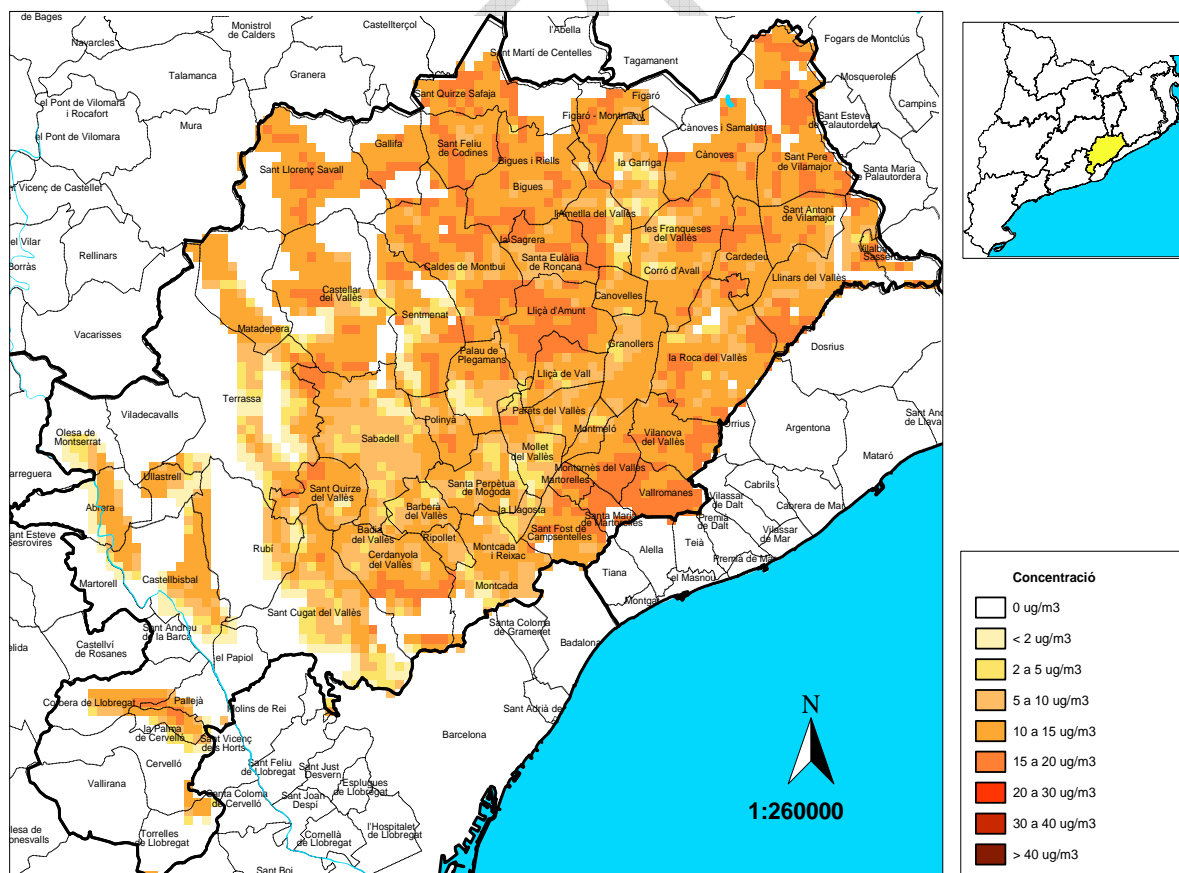 de Bages
Navarcles
Monistrol
de Calders
Castellterçol
l'Abella
Sant Martí de Centelles
Tagamanent
Fogars de Montclús
Talamanca
Granera
Mosqueroles
el Pont de Vilomara
i Rocafort
Sant Quirze Safaja
Figaró
Campins
Mura
Figaró - Montmany
Sant Esteve
de Palautordera
el Pont de Vilomara
Gallifa
Sant Feliu
de Codines
Cànoves i Samalús
Bigues i Riells
la Garriga
Cànoves
Sant Pere
de Vilamajor
Santa Maria
de Palautordera
Sant Llorenç Savall
Bigues
Sant Antoni
de Vilamajor
l'Ametlla del Vallès
les Franqueses
del Vallès
el Vilar
la Sagrera
Rellinars
Santa Eulàlia
de Ronçana
Cardedeu
Borràs
Caldes de Montbui
Corró d'Avall
Llinars del Vallès
Castellar
del Vallès
Canovelles
Sentmenat
Lliçà d'Amunt
Vacarisses
Matadepera
Granollers
Dosrius
Palau de
Plegamans
la Roca del Vallès
Lliçà de Vall
Terrassa
Viladecavalls
Parets del Vallès
Polinyà
Argentona
Olesa de
Montserrat
Sabadell
Montmeló
Vilanova
del Vallès
Mollet
del Vallès
Mataró
Ullastrell
Montornès del Vallès
Martorelles
Santa Perpètua
de Mogoda
Cabrils
Sant Quirze
del Vallès
Vallromanes
Abrera
Barberà
del Vallès
la Llagosta
Vilassar
de Dalt
Cabrera de Mar
Santa Maria
de Martorelles
Premià
de Dalt
Badia
del Vallès
Ripollet
Sant Fost de
Campsentelles
Vilassar
de Mar
Rubí
Montcada
i Reixac
Alella
Teià
Cerdanyola
del Vallès
Tiana
el Masnou
Martorell
Castellbisbal
Montcada
Sant Cugat del Vallès
Sant Andreu
de la Barca
Santa Coloma
de Gramenet
Badalona
Castellví
de Rosanes
el Papiol
Corbera de Llobregat
Pallejà
Molins de Rei
la Palma
de Cervelló
Sant Vicenç
dels Horts
Barcelona
Cervelló
Sant Feliu
de Llobregat
Sant Just
Desvern
Vallirana
Esplugues
de Llobregat
Santa Coloma
de Cervelló
Sant Joan
Despí
Torrelles
de Llobregat
Cornellà
de Llobregat
l'Hospitalet
de Llobregat
Sant Boi
N
1:260000
Concentració
0 ug/m3
< 2 ug/m3
2 a 5 ug/m3
5 a 10 ug/m3
10 a 15 ug/m3
15 a 20 ug/m3
20 a 30 ug/m3
30 a 40 ug/m3
> 40 ug/m3